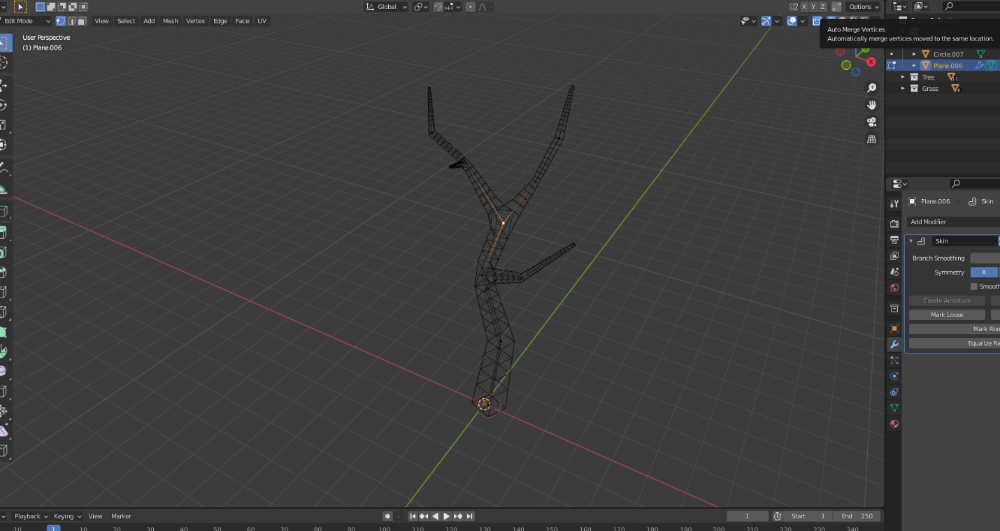 Global
X Y Z
Options
Edit Mode
View Select Add Mesh Vertex Edge Face UV
Auto Merge Vertices
Automatically merge vertices moved to the same location.
User Perspective
(1) Plane.006
X
Circle.007
Plane.006
Tree 11
Grass 6
Plane.006 Skin
Add Modifier
Skin
Branch Smoothing
Symmetry X
Smooth
Create Armature
Mark Loose
Mark Roo
Equalize Ra
Playback Keying View Marker
1 Start 1 End 250
-10 1 10 20 30 40 50 60 70 80 90 100 110 120 130 140 150 160 170 180 190 200 210 220 230 240